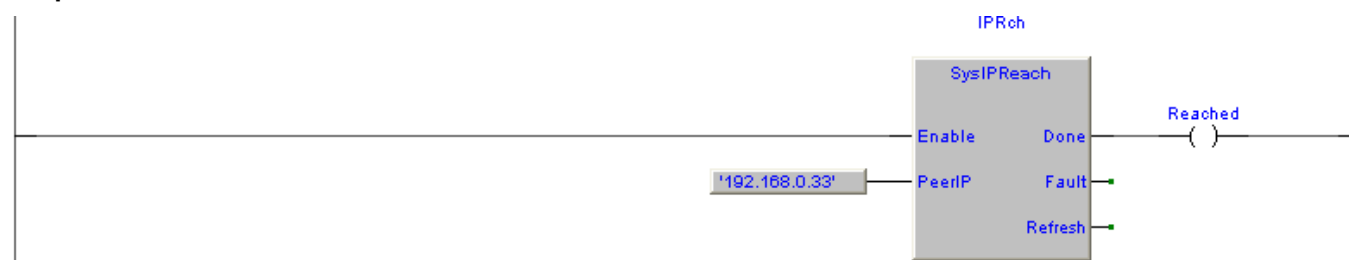 IPRch
SysIPReach
Reached
Enable Done
'192.168.0.33' PeerIP Fault
Refresh